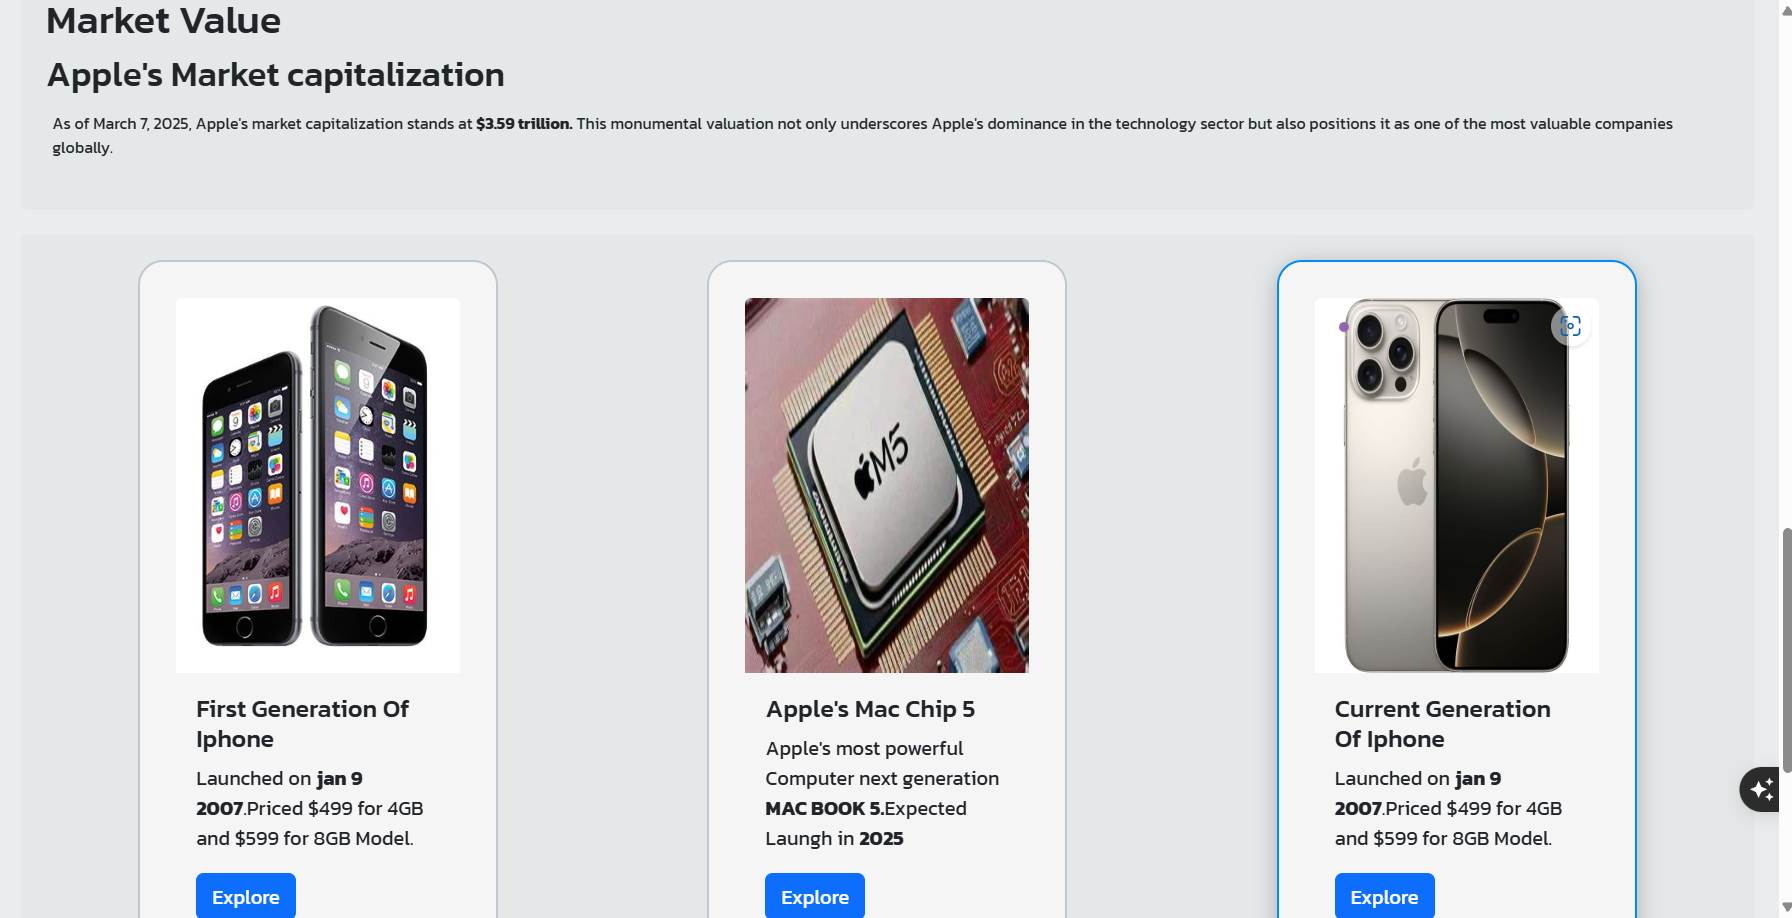 Market Value
Apple's Market capitalization
As of March 7, 2025, Apple's market capitalization stands at $3.59 trillion. This monumental valuation not only underscores Apple's dominance in the technology sector but also positions it as one of the most valuable companies
globally.
M5
First Generation Of
Iphone
Launched on jan 9
2007.Priced $499 for 4GB
and $599 for 8GB Model.
Explore
Apple's Mac Chip 5
Apple's most powerful
Computer next generation
MAC BOOK 5.Expected
Laungh in 2025
Explore
Current Generation
Of Iphone
Launched on jan 9
2007.Priced $499 for 4GB
and $599 for 8GB Model.
Explore